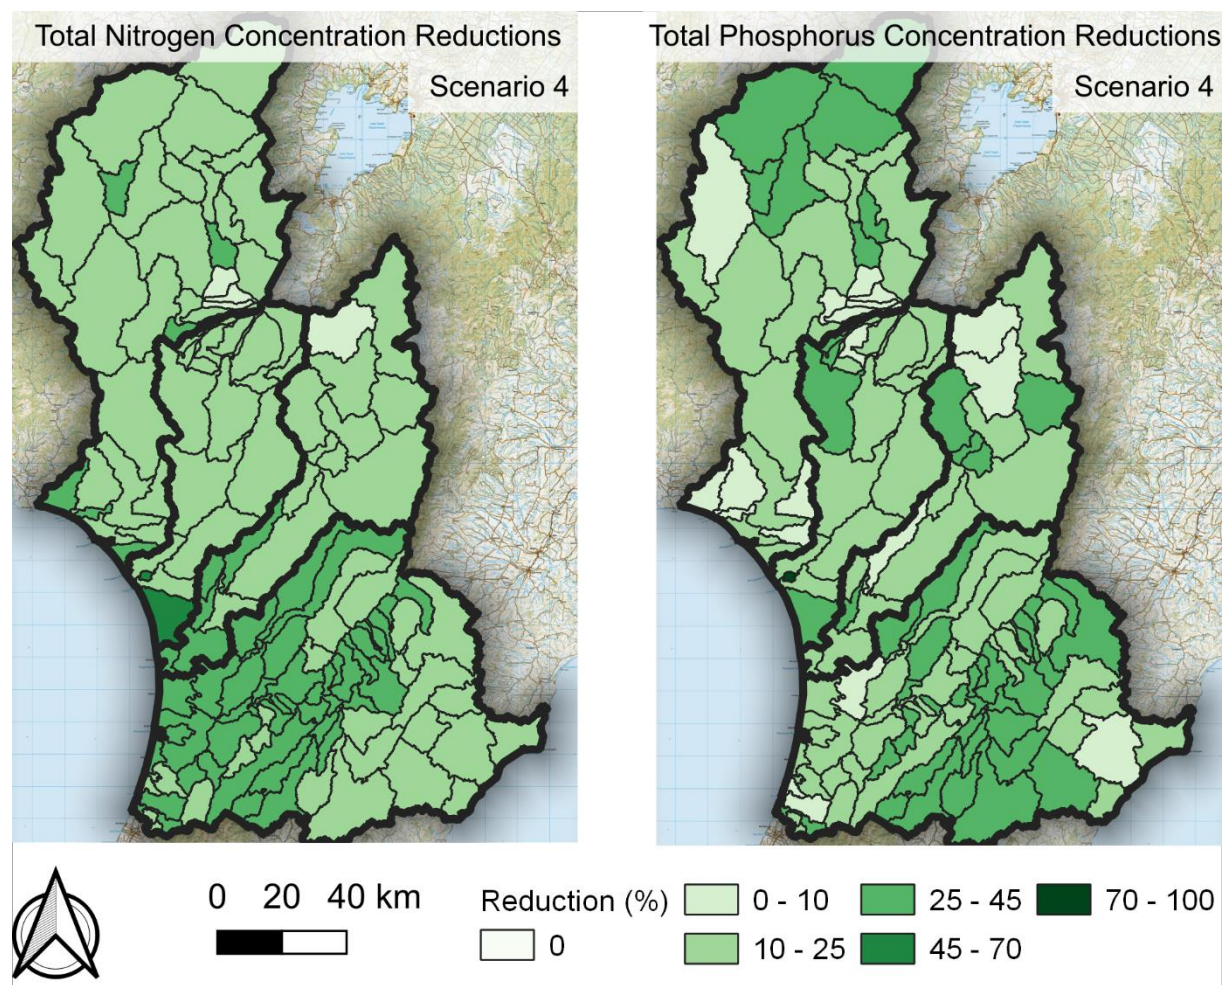 Total Nitrogen Concentration Reductions
Scenario 4
Total Phosphorus Concentration Reductions
Scenario 4
0 20 40 km
Reduction (%)
0
0 - 10
10 - 25
25 - 45
45 - 70
70 - 100